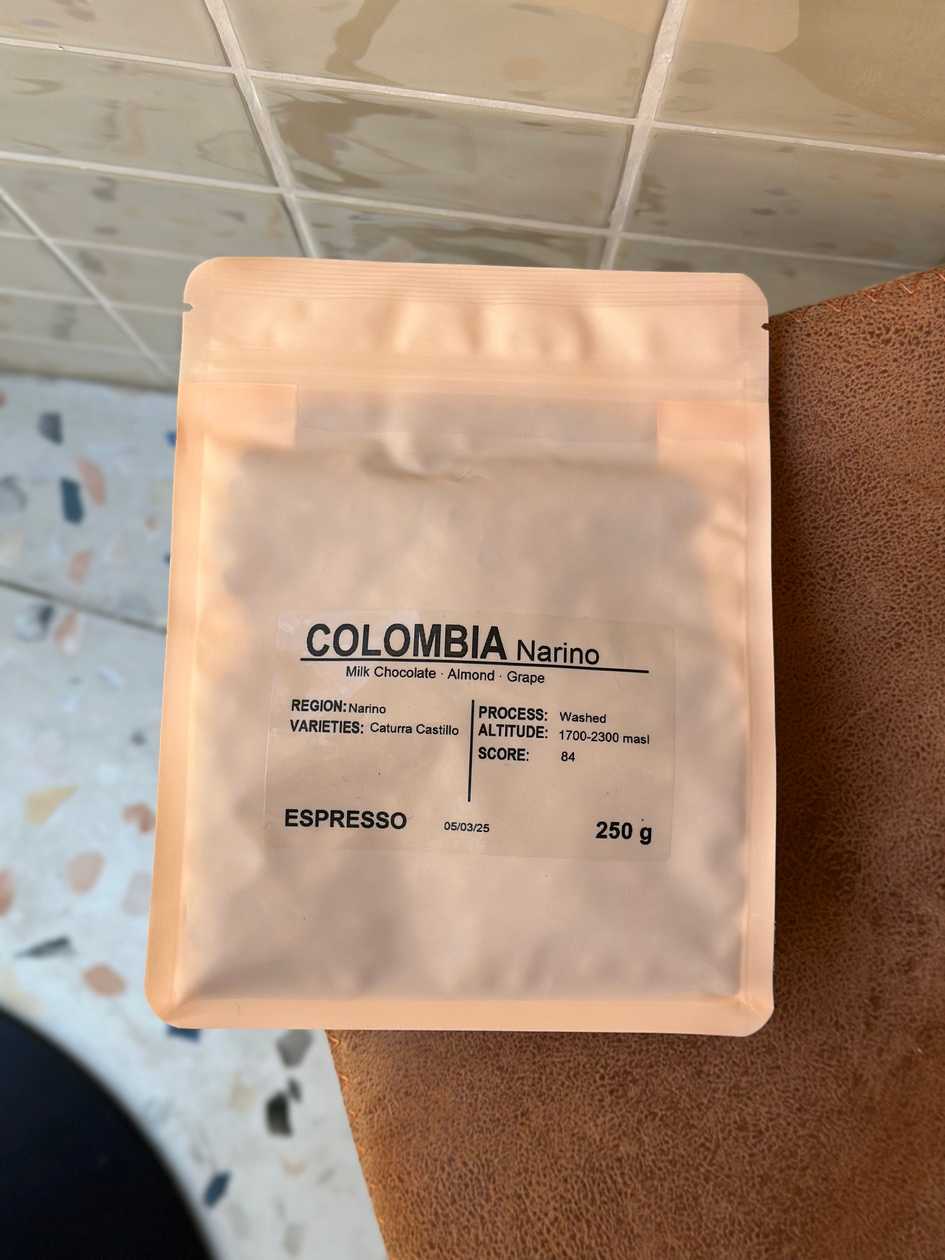 COLOMBIA Narino
Milk Chocolate · Almond · Grape
REGION: Narino
VARIETIES: Caturra Castillo
PROCESS: Washed
ALTITUDE: 1700-2300 masl
SCORE: 84
ESPRESSO 05/03/25 250 g